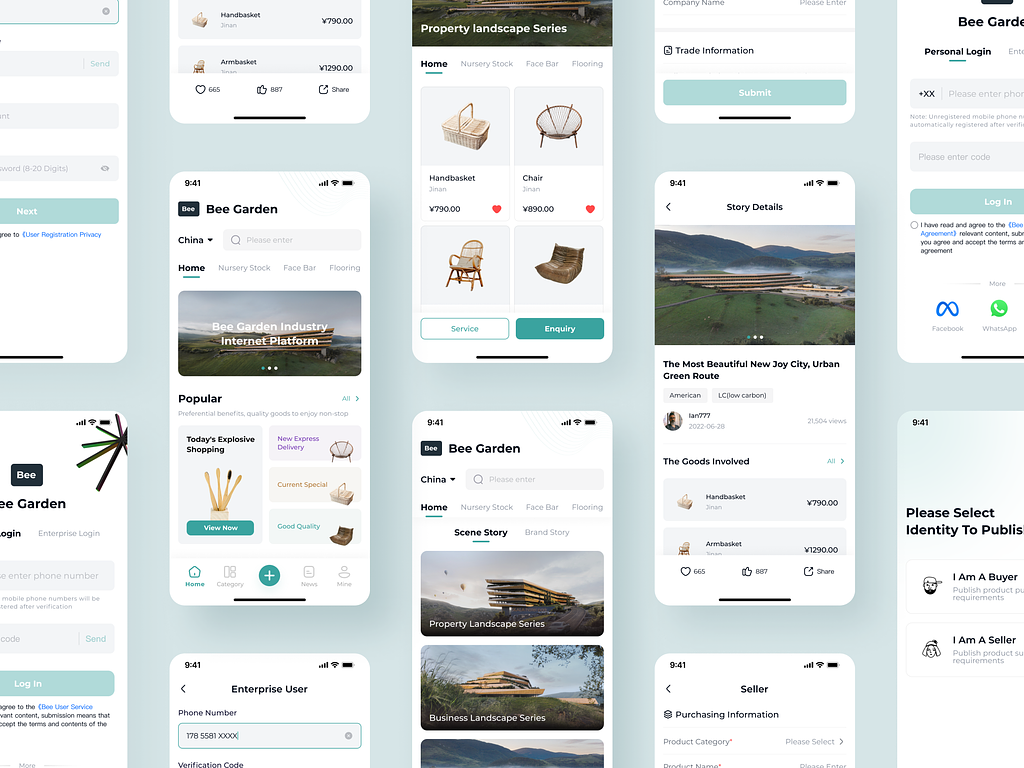 Send
unt
sword (8-20 Digits)
Next
gree to 《User Registration Privacy
Bee
ee Garden
ogin
Enterprise Login
se enter phone number
mobile phone numbers will be
stered after verification
code
Send
Log In
agree to the 《Bee User Service
vant content, submission means that
accept the terms and contents of the
More
Handbasket
Jinan
¥790.00
Armbasket
Jinan
¥1290.00
665
887
Share
9:41
Bee
Bee Garden
China
Please enter
Home
Nursery Stock
Face Bar
Flooring
Bee Garden Industry
Internet Platform
Popular
All
Preferential benefits, quality goods to enjoy non-stop
Today's Explosive
Shopping
View Now
New Express
Delivery
Current Special
Good Quality
Home
Category
News
Mine
9:41
Enterprise User
Phone Number
178 5581 XXXX
Verification Code
Property landscape Series
Home
Nursery Stock
Face Bar
Flooring
Handbasket
Jinan
¥790.00
Chair
Jinan
¥890.00
Service
Enquiry
9:41
Bee
Bee Garden
China
Please enter
Home
Nursery Stock
Face Bar
Flooring
Scene Story
Brand Story
Property Landscape Series
Business Landscape Series
Company Name
Please Enter
Trade Information
Submit
9:41
Story Details
The Most Beautiful New Joy City, Urban
Green Route
American
LC(low carbon)
Ian777
2022-06-28
21,504 views
The Goods Involved
All
Handbasket
Jinan
¥790.00
Armbasket
Jinan
¥1290.00
665
887
Share
9:41
Seller
Purchasing Information
Product Category*
Please Select
Product Name*
Please Enter
Bee Garde
Personal Login
Ente
+XX
Please enter phon
Note: Unregistered mobile phone n
automatically registered after verifi
Please enter code
Log In
I have read and agree to the 《Bee
Agreement》 relevant content, subm
you agree and accept the terms an
agreement
More
Facebook
WhatsApp
9:41
Please Select
Identity To Publis
I Am A Buyer
Publish product pu
requirements
I Am A Seller
Publish product su
requirements